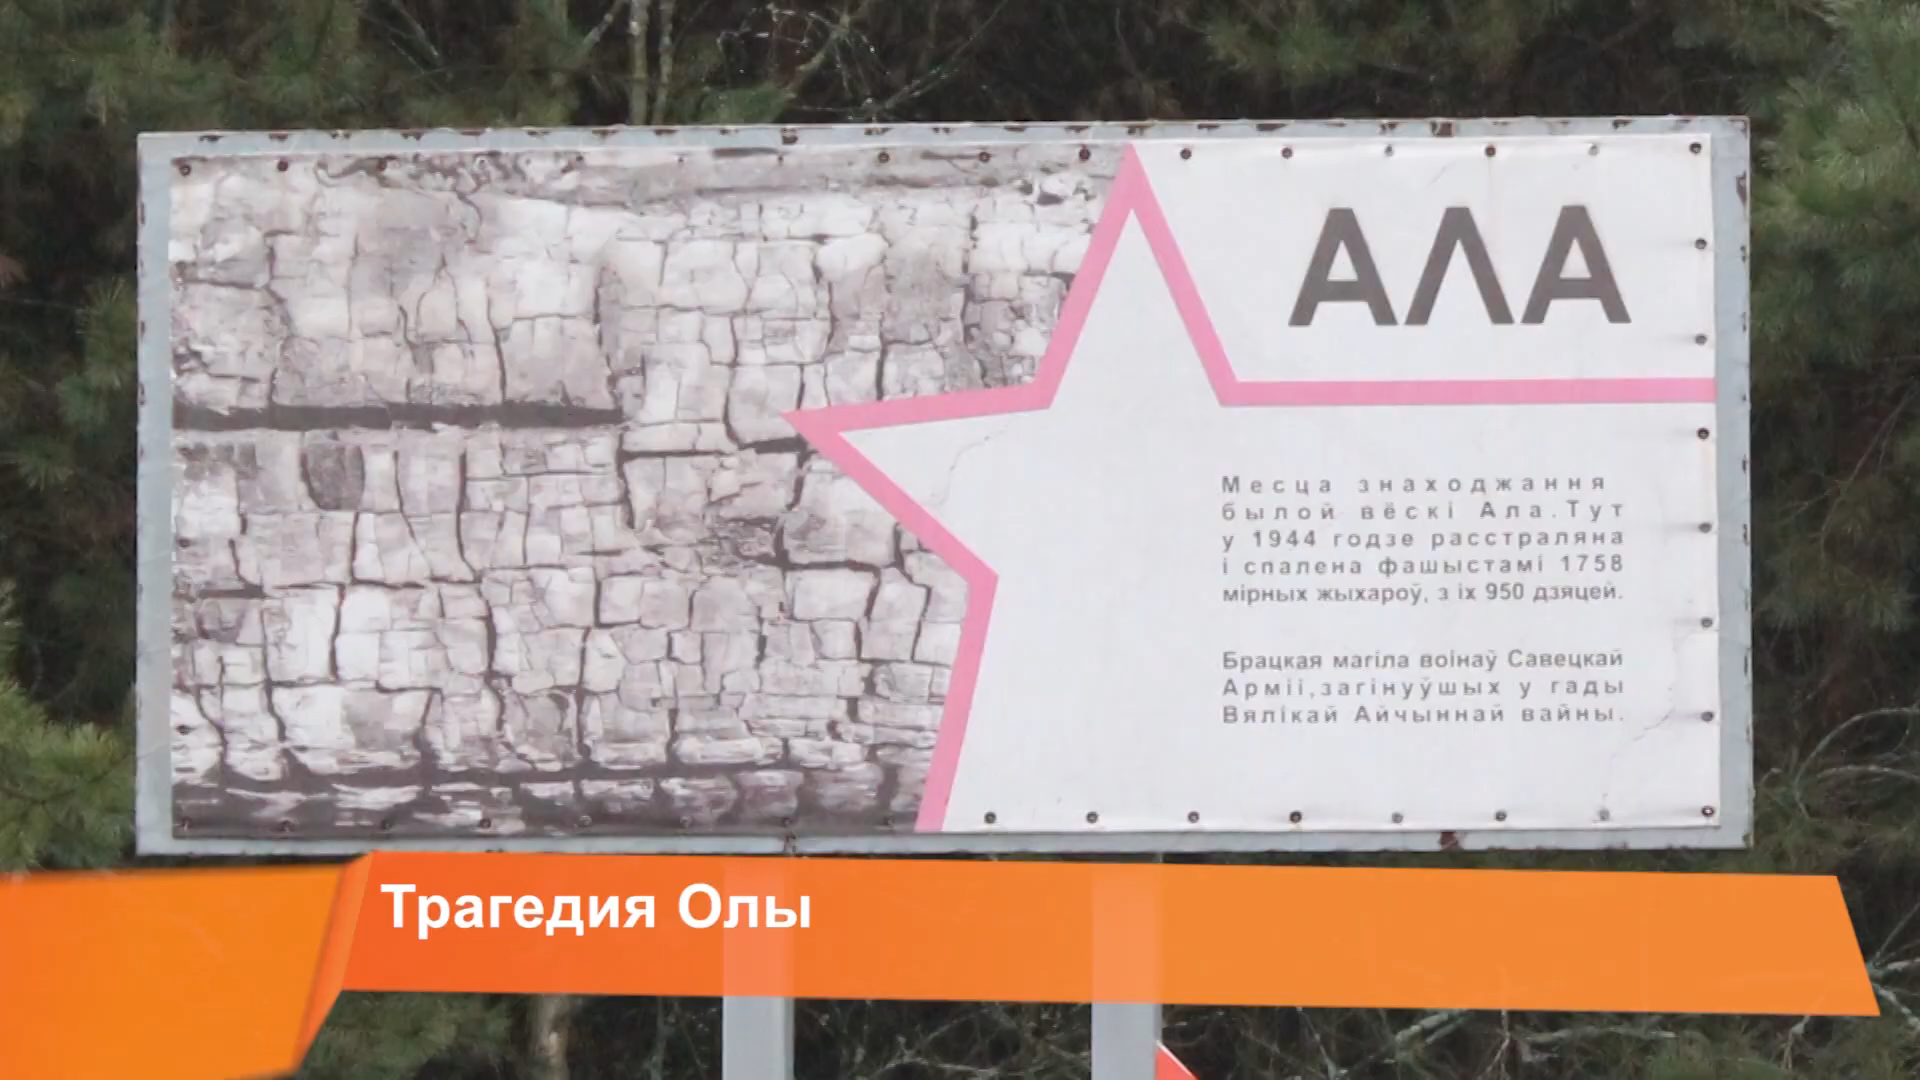 АЛА
Месца знаходжання
былой вёскі Ала.Тут
у 1944 годзе расстраляна
і спалена фашыстамі 1758
мірных жыхароў, з іх 950 дзяцей.
Брацкая магіла воінаў Савецкай
Арміі,загінуўшых у гады
Вялікай Айчыннай вайны.
Трагедия Олы